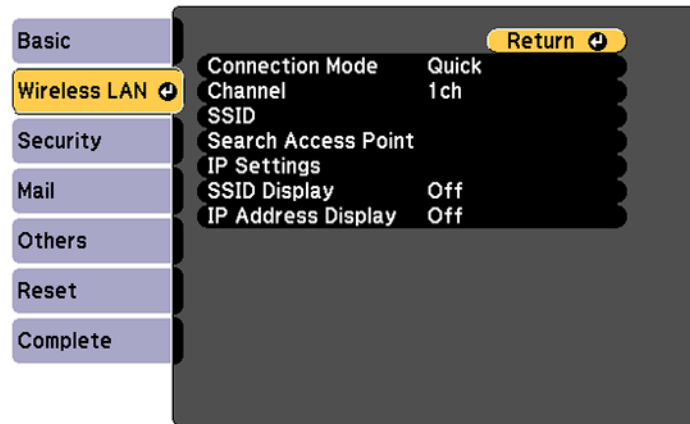 Basic
Wireless LAN
Security
Mail
Others
Reset
Complete
Return
Connection Mode Quick
Channel 1ch
SSID
Search Access Point
IP Settings
SSID Display Off
IP Address Display Off